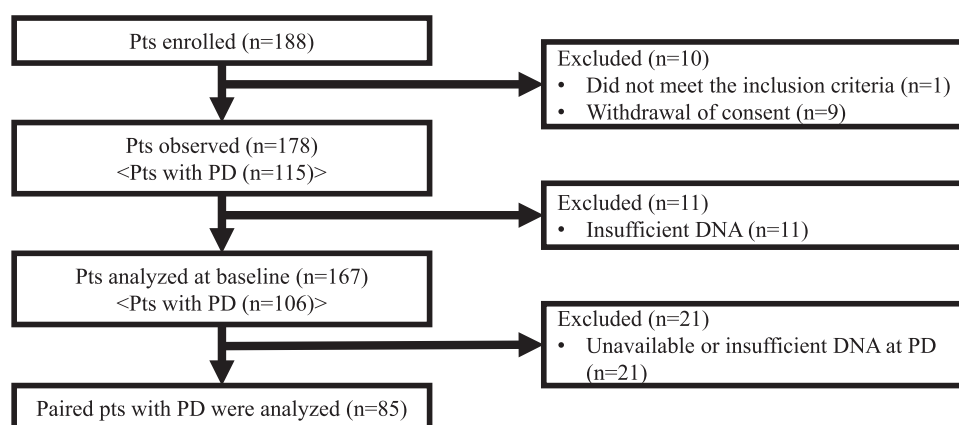 Pts enrolled (n=188)
Excluded (n=10)
• Did not meet the inclusion criteria (n=1)
• Withdrawal of consent (n=9)
Pts observed (n=178)
<Pts with PD (n=115)>
Excluded (n=11)
• Insufficient DNA (n=11)
Pts analyzed at baseline (n=167)
<Pts with PD (n=106)>
Excluded (n=21)
• Unavailable or insufficient DNA at PD
(n=21)
Paired pts with PD were analyzed (n=85)